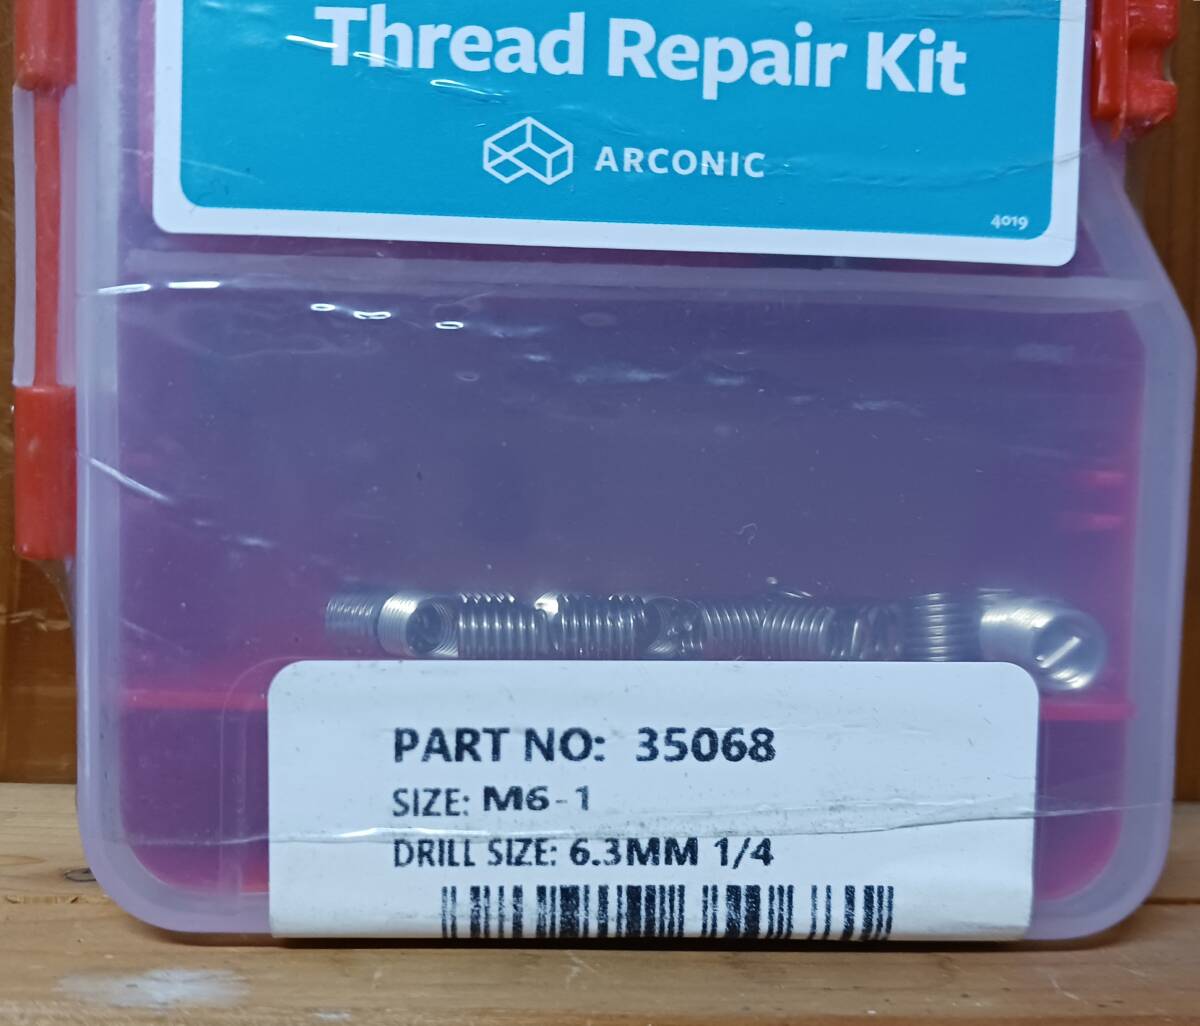 Thread Repair Kit
ARCONIC
4019
PART NO: 35068
SIZE: M6-1
DRILL SIZE: 6.3MM 1/4